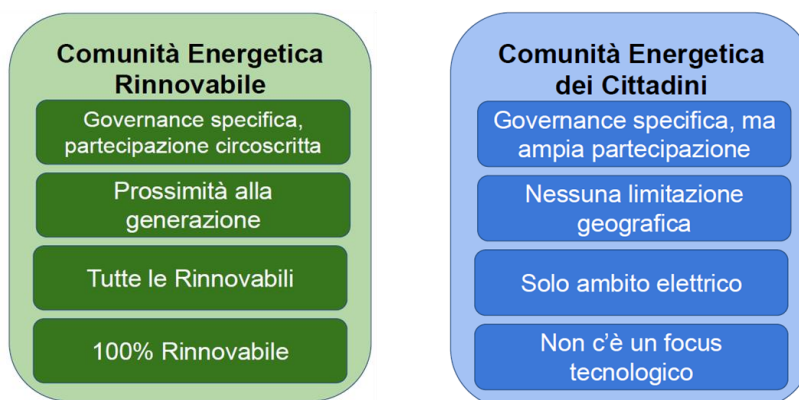 Comunità Energetica
Rinnovabile
Governance specifica,
partecipazione circoscritta
Prossimità alla
generazione
Tutte le Rinnovabili
100% Rinnovabile
Comunità Energetica
dei Cittadini
Governance specifica, ma
ampia partecipazione
Nessuna limitazione
geografica
Solo ambito elettrico
Non c'è un focus
tecnologico